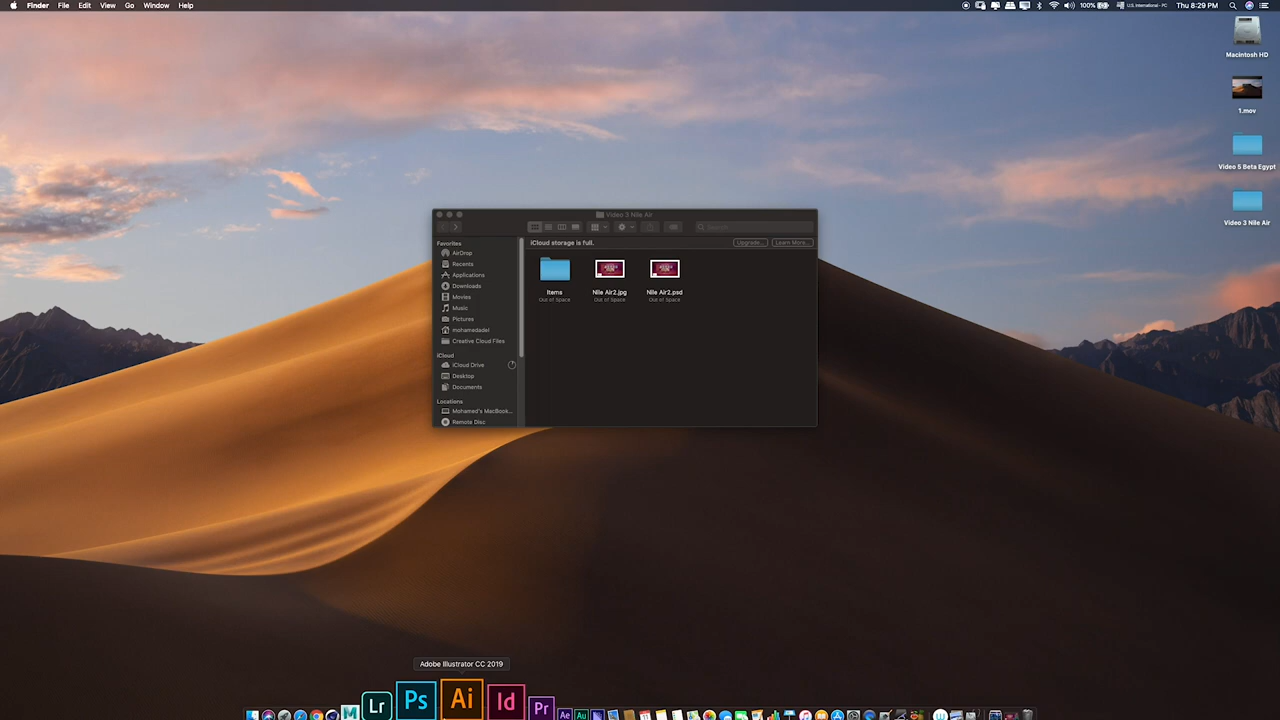 Finder File Edit View Go Window Help
100% U.S. International - PC Thu 8:29 PM
Macintosh HD
1.mov
Video 5 Beta Egypt
Video 3 Nile Air
Video 3 Nile Air
Search
Favorites
AirDrop
Recents
Applications
Downloads
Movies
Music
Pictures
mohamedadel
Creative Cloud Files
iCloud
iCloud Drive
Desktop
Documents
Locations
Mohamed's MacBook...
Remote Disc
iCloud storage is full. Upgrade... Learn More...
Items Nile Air2.jpg Nile Air2.psd
Out of Space Out of Space Out of Space
Adobe Illustrator CC 2019
Lr Ps Ai Id Pr Ae Au